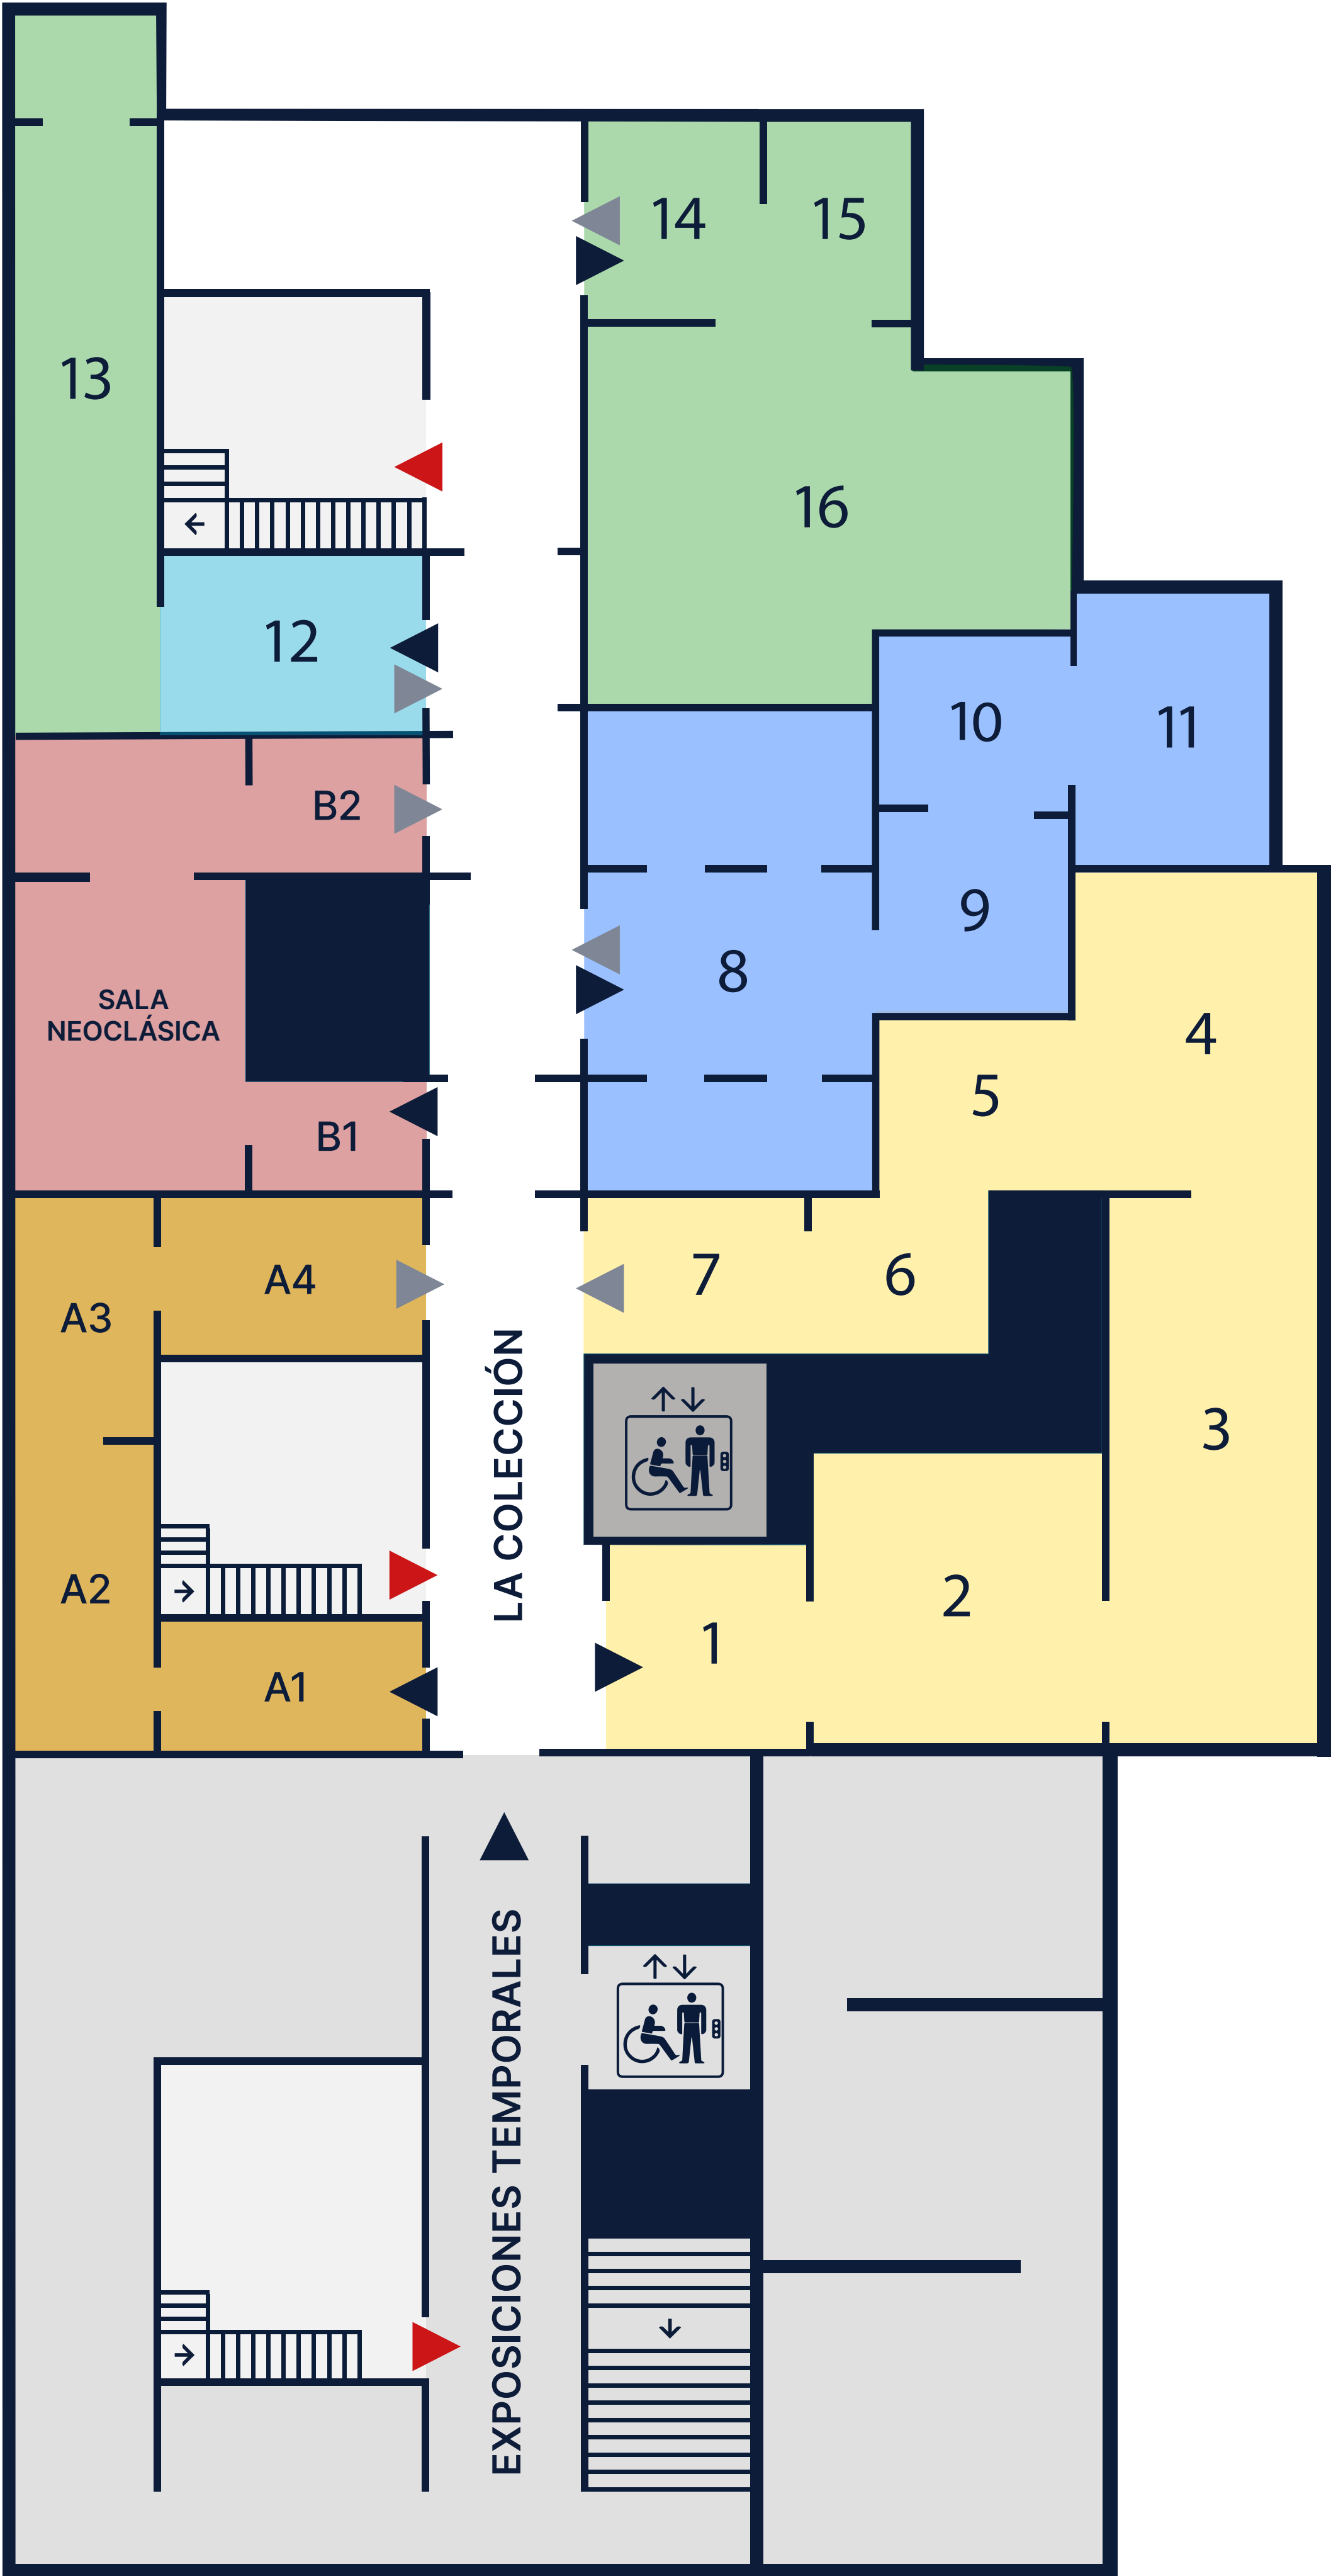 14
15
13
16
12
10
11
B2
9
8
SALA
NEOCLÁSICA
4
5
B1
7
6
A4
A3
LA COLECCIÓN
3
2
A2
1
A1
EXPOSICIONES TEMPORALES